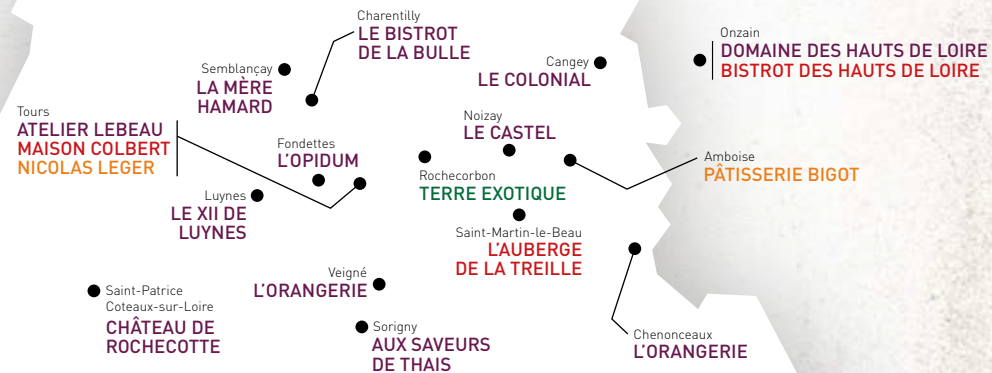 Charentilly
LE BISTROT
DE LA BULLE
Onzain
DOMAINE DES HAUTS DE LOIRE
BISTROT DES HAUTS DE LOIRE
Semblançay
LA MÈRE
HAMARD
Cangey
LE COLONIAL
Tours
ATELIER LEBEAU
MAISON COLBERT
NICOLAS LEGER
Noizay
LE CASTEL
Fondettes
L'OPIDUM
Amboise
PÂTISSERIE BIGOT
Rochecorbon
TERRE EXOTIQUE
Luynes
LE XII DE
LUYNES
Saint-Martin-le-Beau
L'AUBERGE
DE LA TREILLE
Veigné
L'ORANGERIE
Saint-Patrice
Coteaux-sur-Loire
CHÂTEAU DE
ROCHECOTTE
Sorigny
AUX SAVEURS
DE THAIS
Chenonceaux
L'ORANGERIE